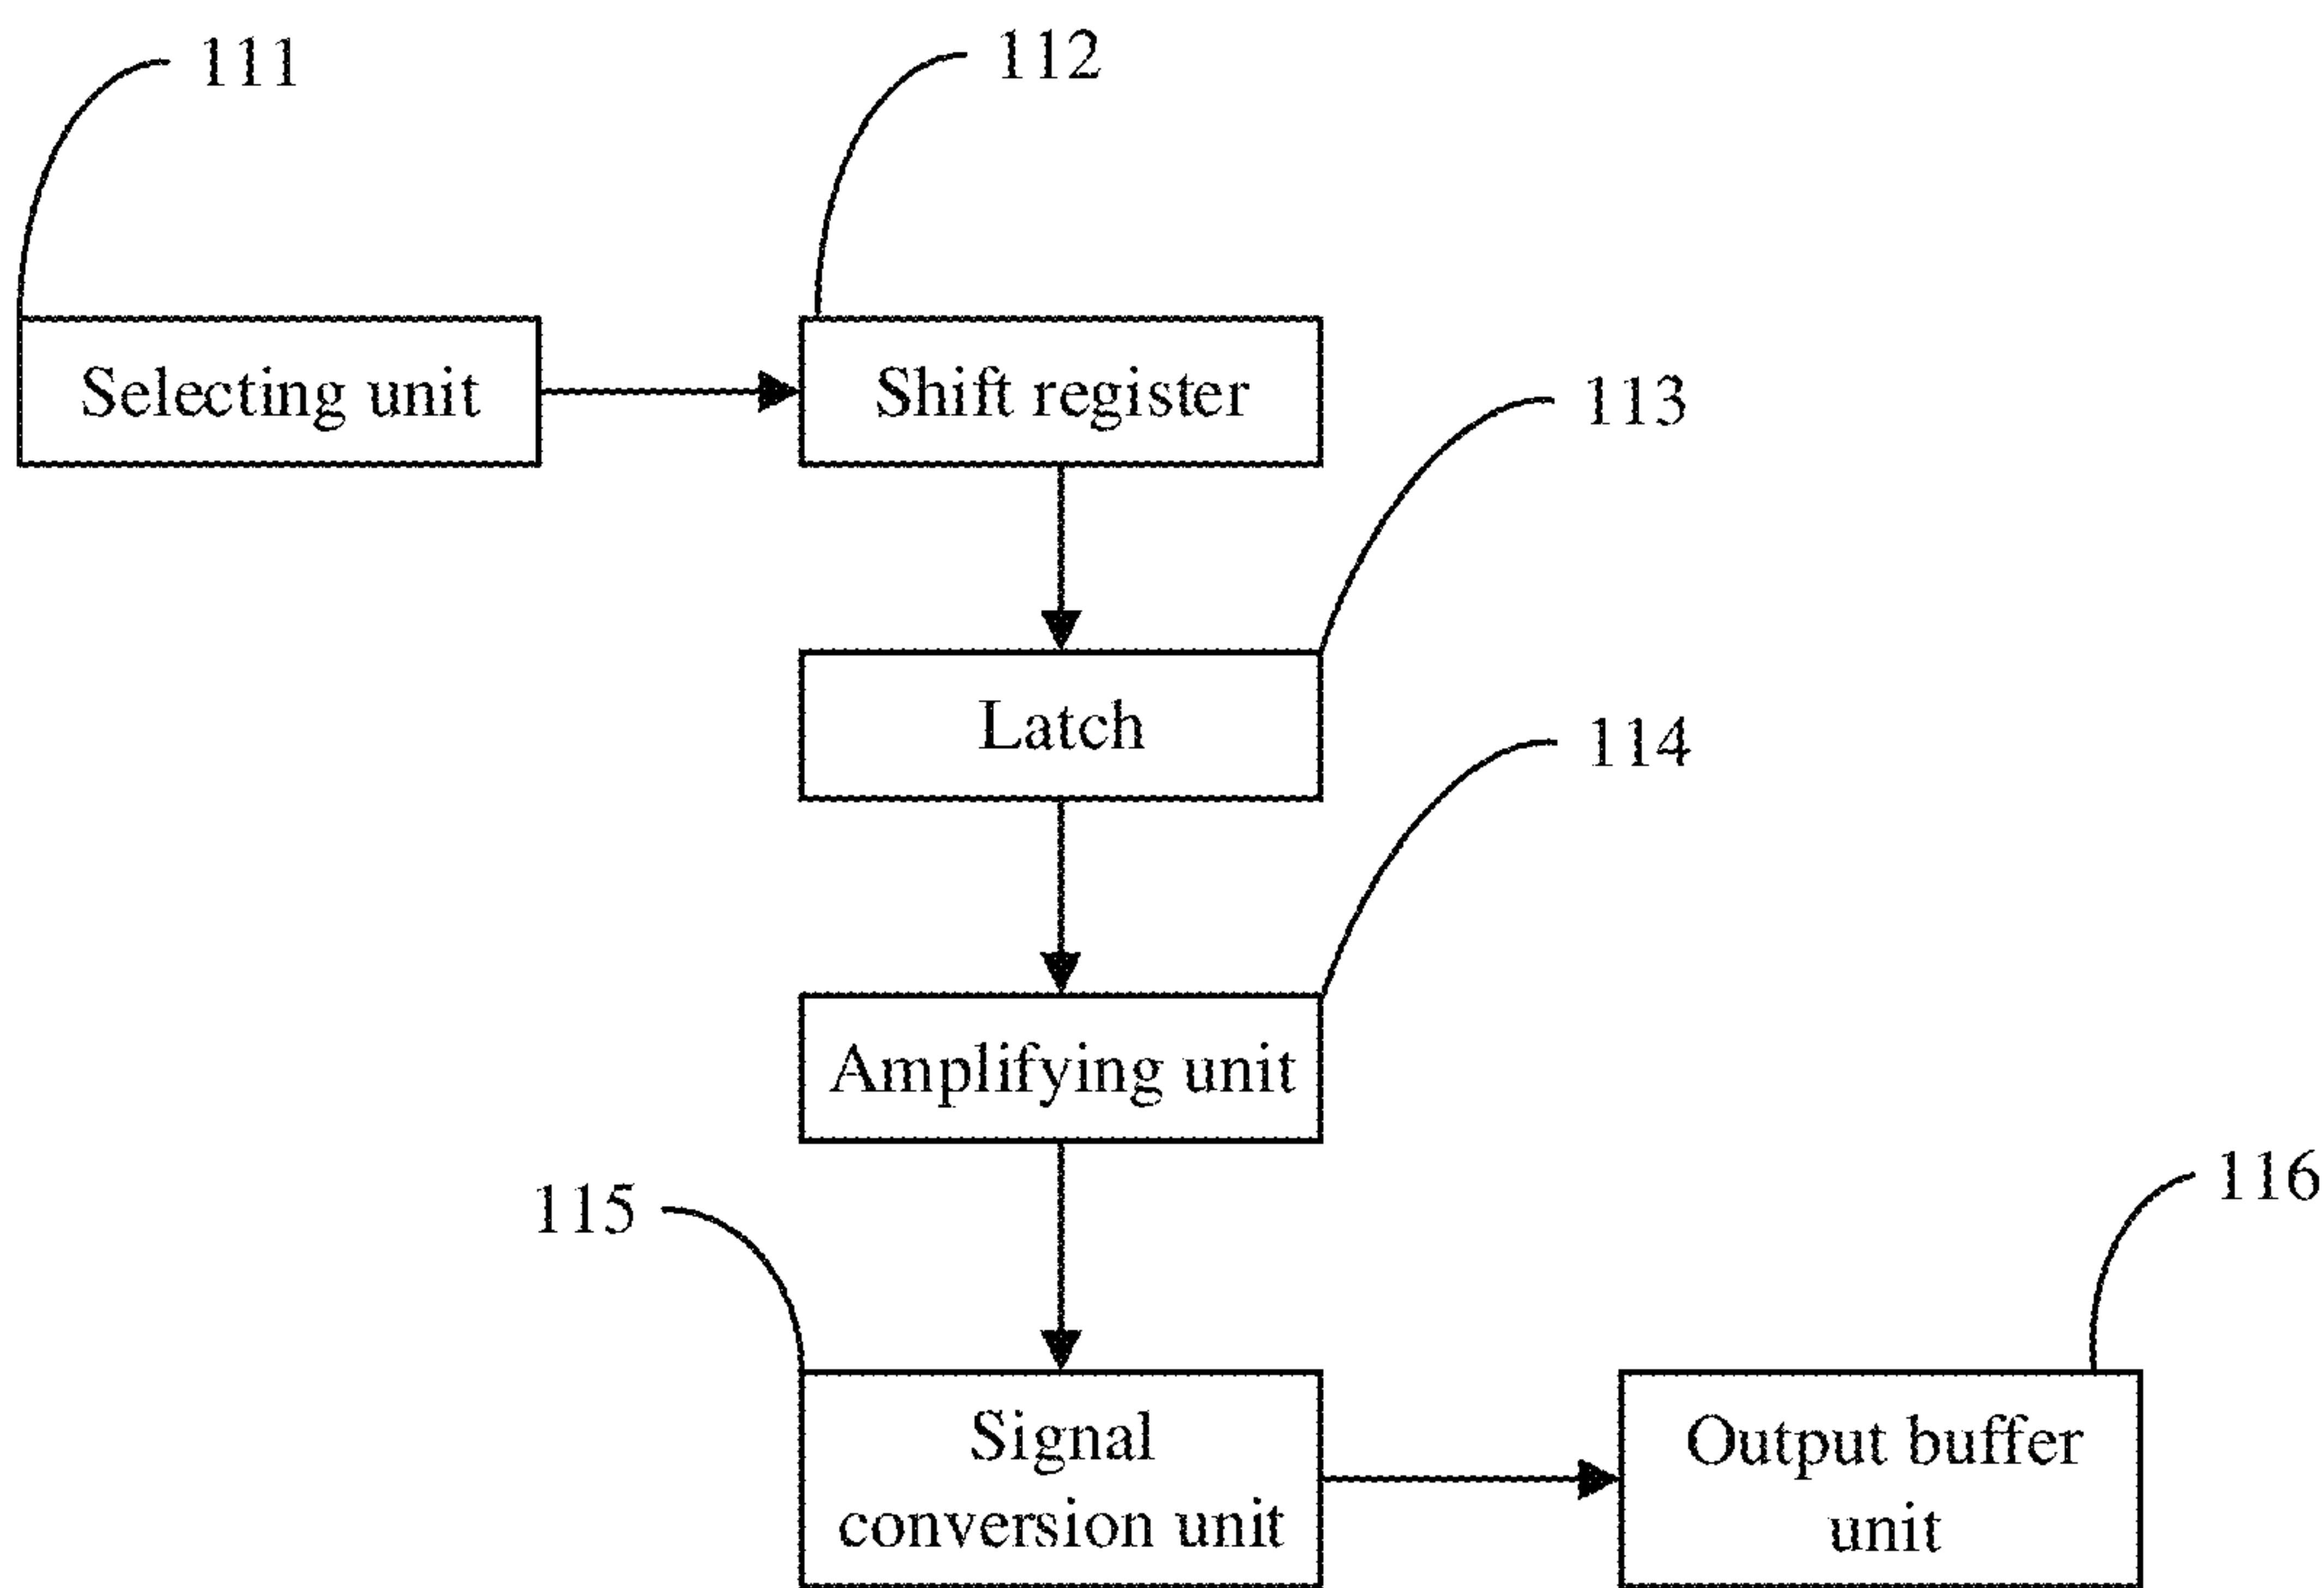 111
112
Selecting unit
Shift register
113
Latch
114
Amplifying unit
115
116
Signal
conversion unit
Output buffer
unit